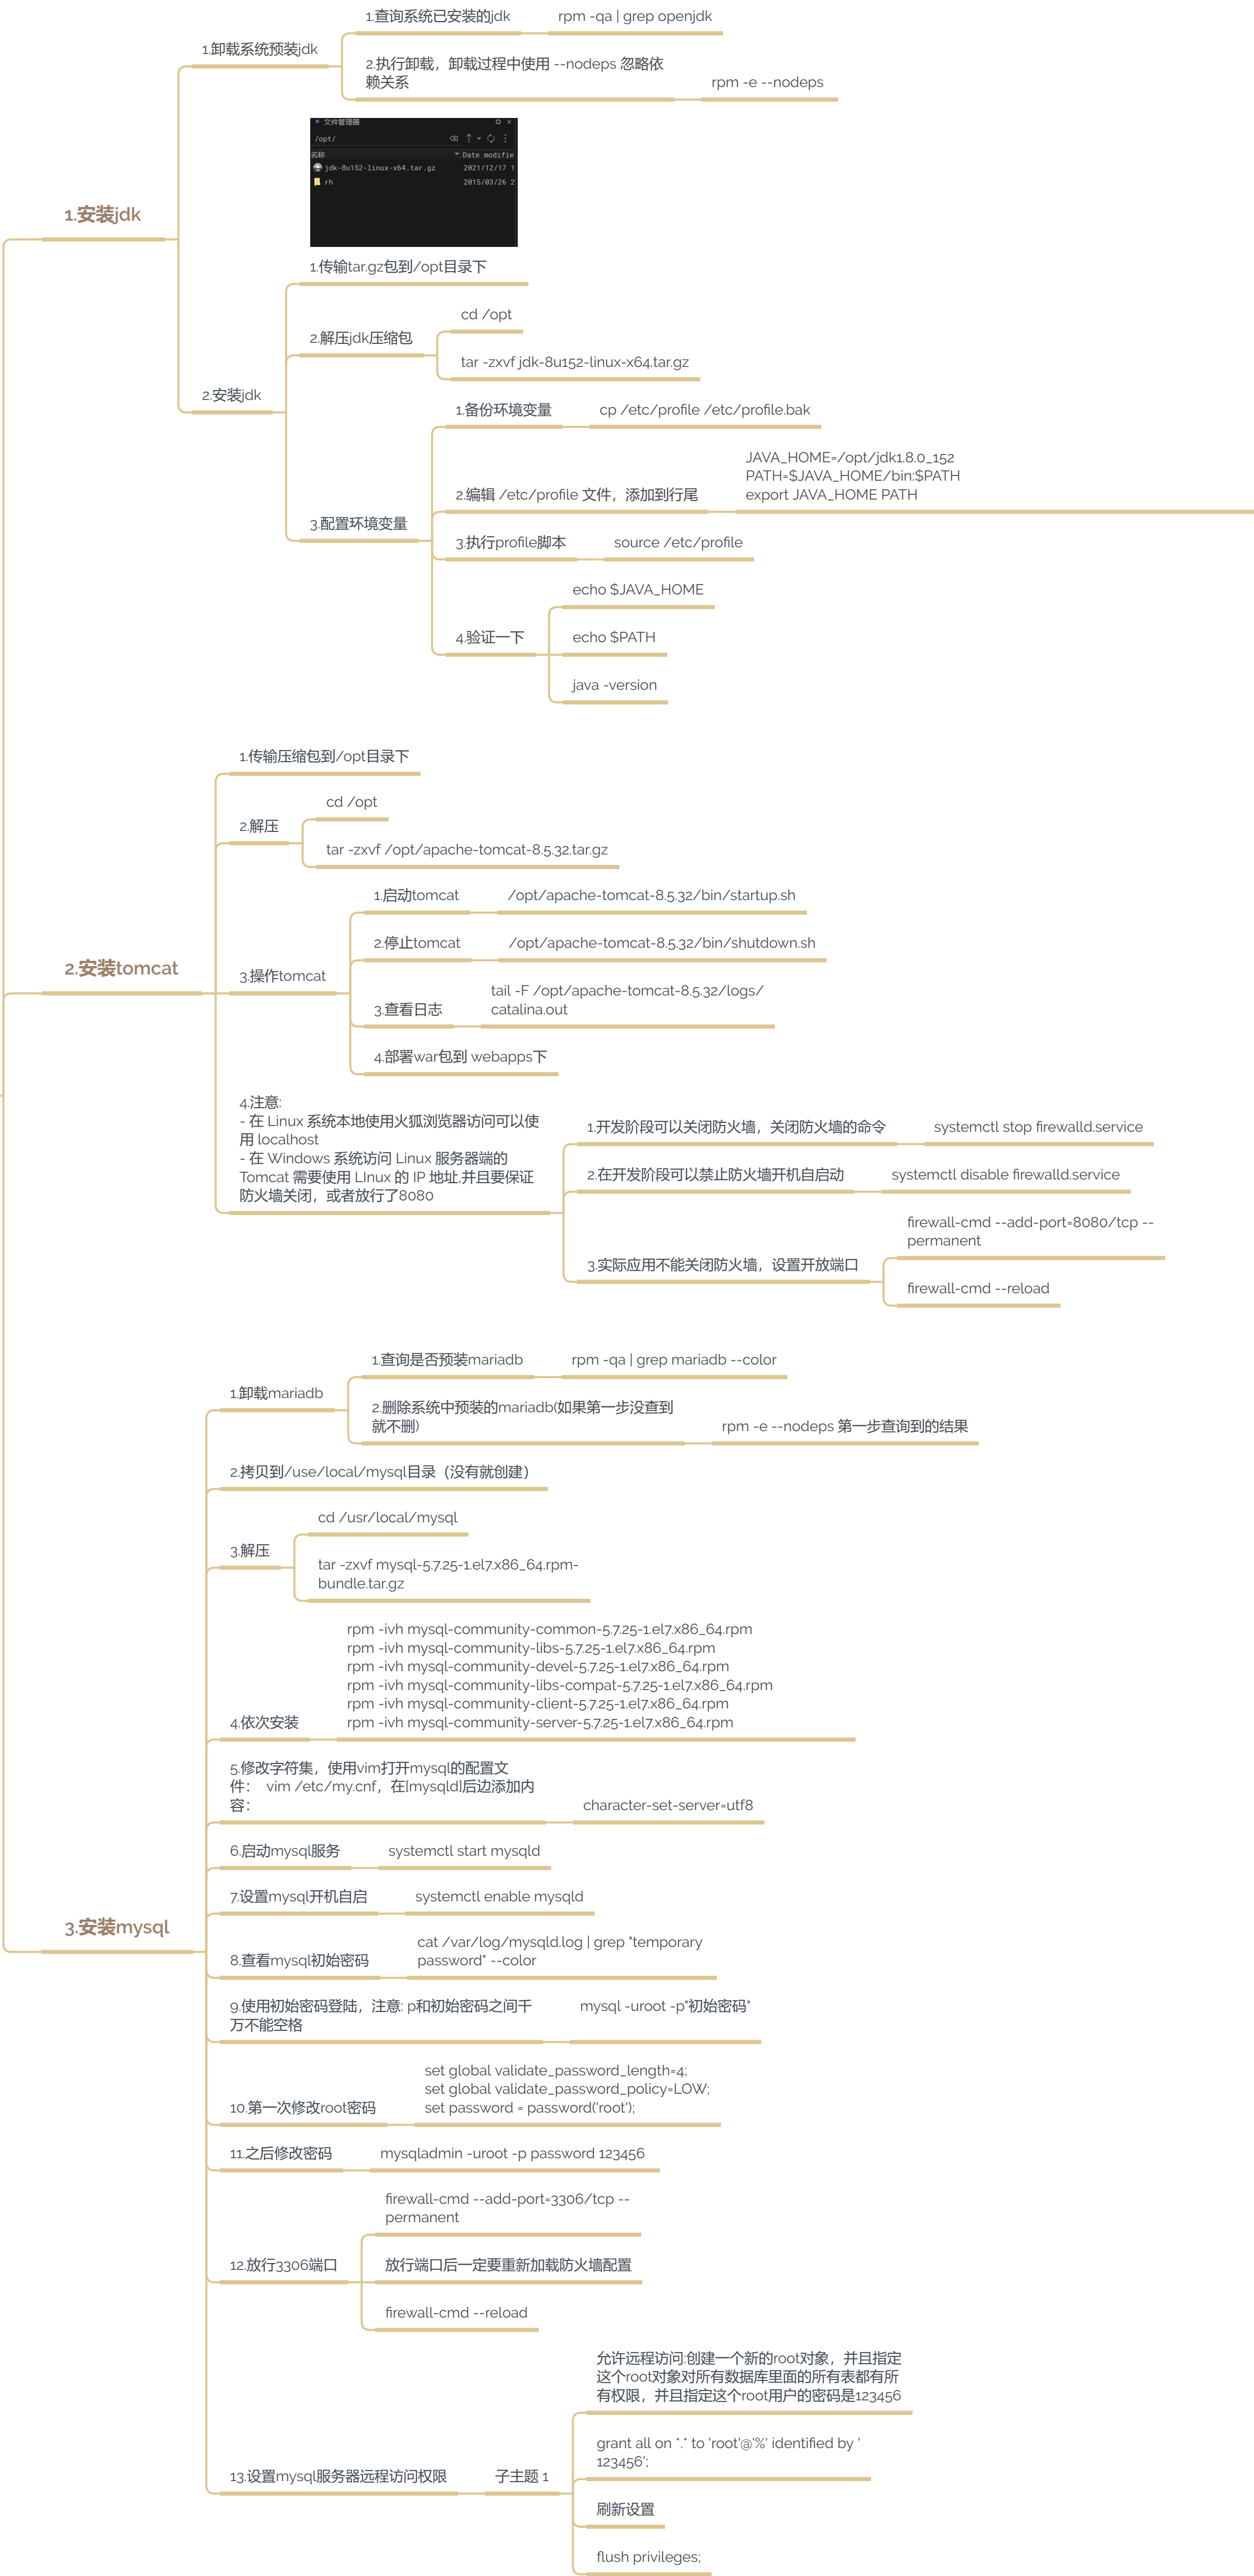 1.安装jdk
1.卸载系统预装jdk
1.查询系统已安装的jdk
rpm -qa | grep openjdk
2.执行卸载，卸载过程中使用 --nodeps 忽略依
赖关系
rpm -e --nodeps
文件管理器
/opt/
名称
Date modifie
jdk-8u152-linux-x64.tar.gz
2021/12/17 1
rh
2015/03/26 2
2.安装jdk
1.传输tar.gz包到/opt目录下
2.解压jdk压缩包
cd /opt
tar -zxvf jdk-8u152-linux-x64.tar.gz
3.配置环境变量
1.备份环境变量
cp /etc/profile /etc/profile.bak
2.编辑 /etc/profile 文件，添加到行尾
JAVA_HOME=/opt/jdk1.8.0_152
PATH=$JAVA_HOME/bin:$PATH
export JAVA_HOME PATH
3.执行profile脚本
source /etc/profile
4.验证一下
echo $JAVA_HOME
echo $PATH
java -version
2.安装tomcat
1.传输压缩包到/opt目录下
2.解压
cd /opt
tar -zxvf /opt/apache-tomcat-8.5.32.tar.gz
3.操作tomcat
1.启动tomcat
/opt/apache-tomcat-8.5.32/bin/startup.sh
2.停止tomcat
/opt/apache-tomcat-8.5.32/bin/shutdown.sh
3.查看日志
tail -F /opt/apache-tomcat-8.5.32/logs/
catalina.out
4.部署war包到 webapps下
4.注意:
- 在 Linux 系统本地使用火狐浏览器访问可以使
用 localhost
- 在 Windows 系统访问 Linux 服务器端的
Tomcat 需要使用 LInux 的 IP 地址,并且要保证
防火墙关闭，或者放行了8080
1.开发阶段可以关闭防火墙，关闭防火墙的命令
systemctl stop firewalld.service
2.在开发阶段可以禁止防火墙开机自启动
systemctl disable firewalld.service
3.实际应用不能关闭防火墙，设置开放端口
firewall-cmd --add-port=8080/tcp --
permanent
firewall-cmd --reload
3.安装mysql
1.卸载mariadb
1.查询是否预装mariadb
rpm -qa | grep mariadb --color
2.删除系统中预装的mariadb(如果第一步没查到
就不删)
rpm -e --nodeps 第一步查询到的结果
2.拷贝到/use/local/mysql目录（没有就创建）
3.解压
cd /usr/local/mysql
tar -zxvf mysql-5.7.25-1.el7.x86_64.rpm-
bundle.tar.gz
4.依次安装
rpm -ivh mysql-community-common-5.7.25-1.el7.x86_64.rpm
rpm -ivh mysql-community-libs-5.7.25-1.el7.x86_64.rpm
rpm -ivh mysql-community-devel-5.7.25-1.el7.x86_64.rpm
rpm -ivh mysql-community-libs-compat-5.7.25-1.el7.x86_64.rpm
rpm -ivh mysql-community-client-5.7.25-1.el7.x86_64.rpm
rpm -ivh mysql-community-server-5.7.25-1.el7.x86_64.rpm
5.修改字符集，使用vim打开mysql的配置文
件： vim /etc/my.cnf，在[mysqld]后边添加内
容：
character-set-server=utf8
6.启动mysql服务
systemctl start mysqld
7.设置mysql开机自启
systemctl enable mysqld
8.查看mysql初始密码
cat /var/log/mysqld.log | grep "temporary
password" --color
9.使用初始密码登陆，注意: p和初始密码之间千
万不能空格
mysql -uroot -p"初始密码"
10.第一次修改root密码
set global validate_password_length=4;
set global validate_password_policy=LOW;
set password = password('root');
11.之后修改密码
mysqladmin -uroot -p password 123456
12.放行3306端口
firewall-cmd --add-port=3306/tcp --
permanent
放行端口后一定要重新加载防火墙配置
firewall-cmd --reload
13.设置mysql服务器远程访问权限
子主题 1
允许远程访问:创建一个新的root对象，并且指定
这个root对象对所有数据库里面的所有表都有所
有权限，并且指定这个root用户的密码是123456
grant all on *.* to 'root'@'%' identified by '
123456';
刷新设置
flush privileges;